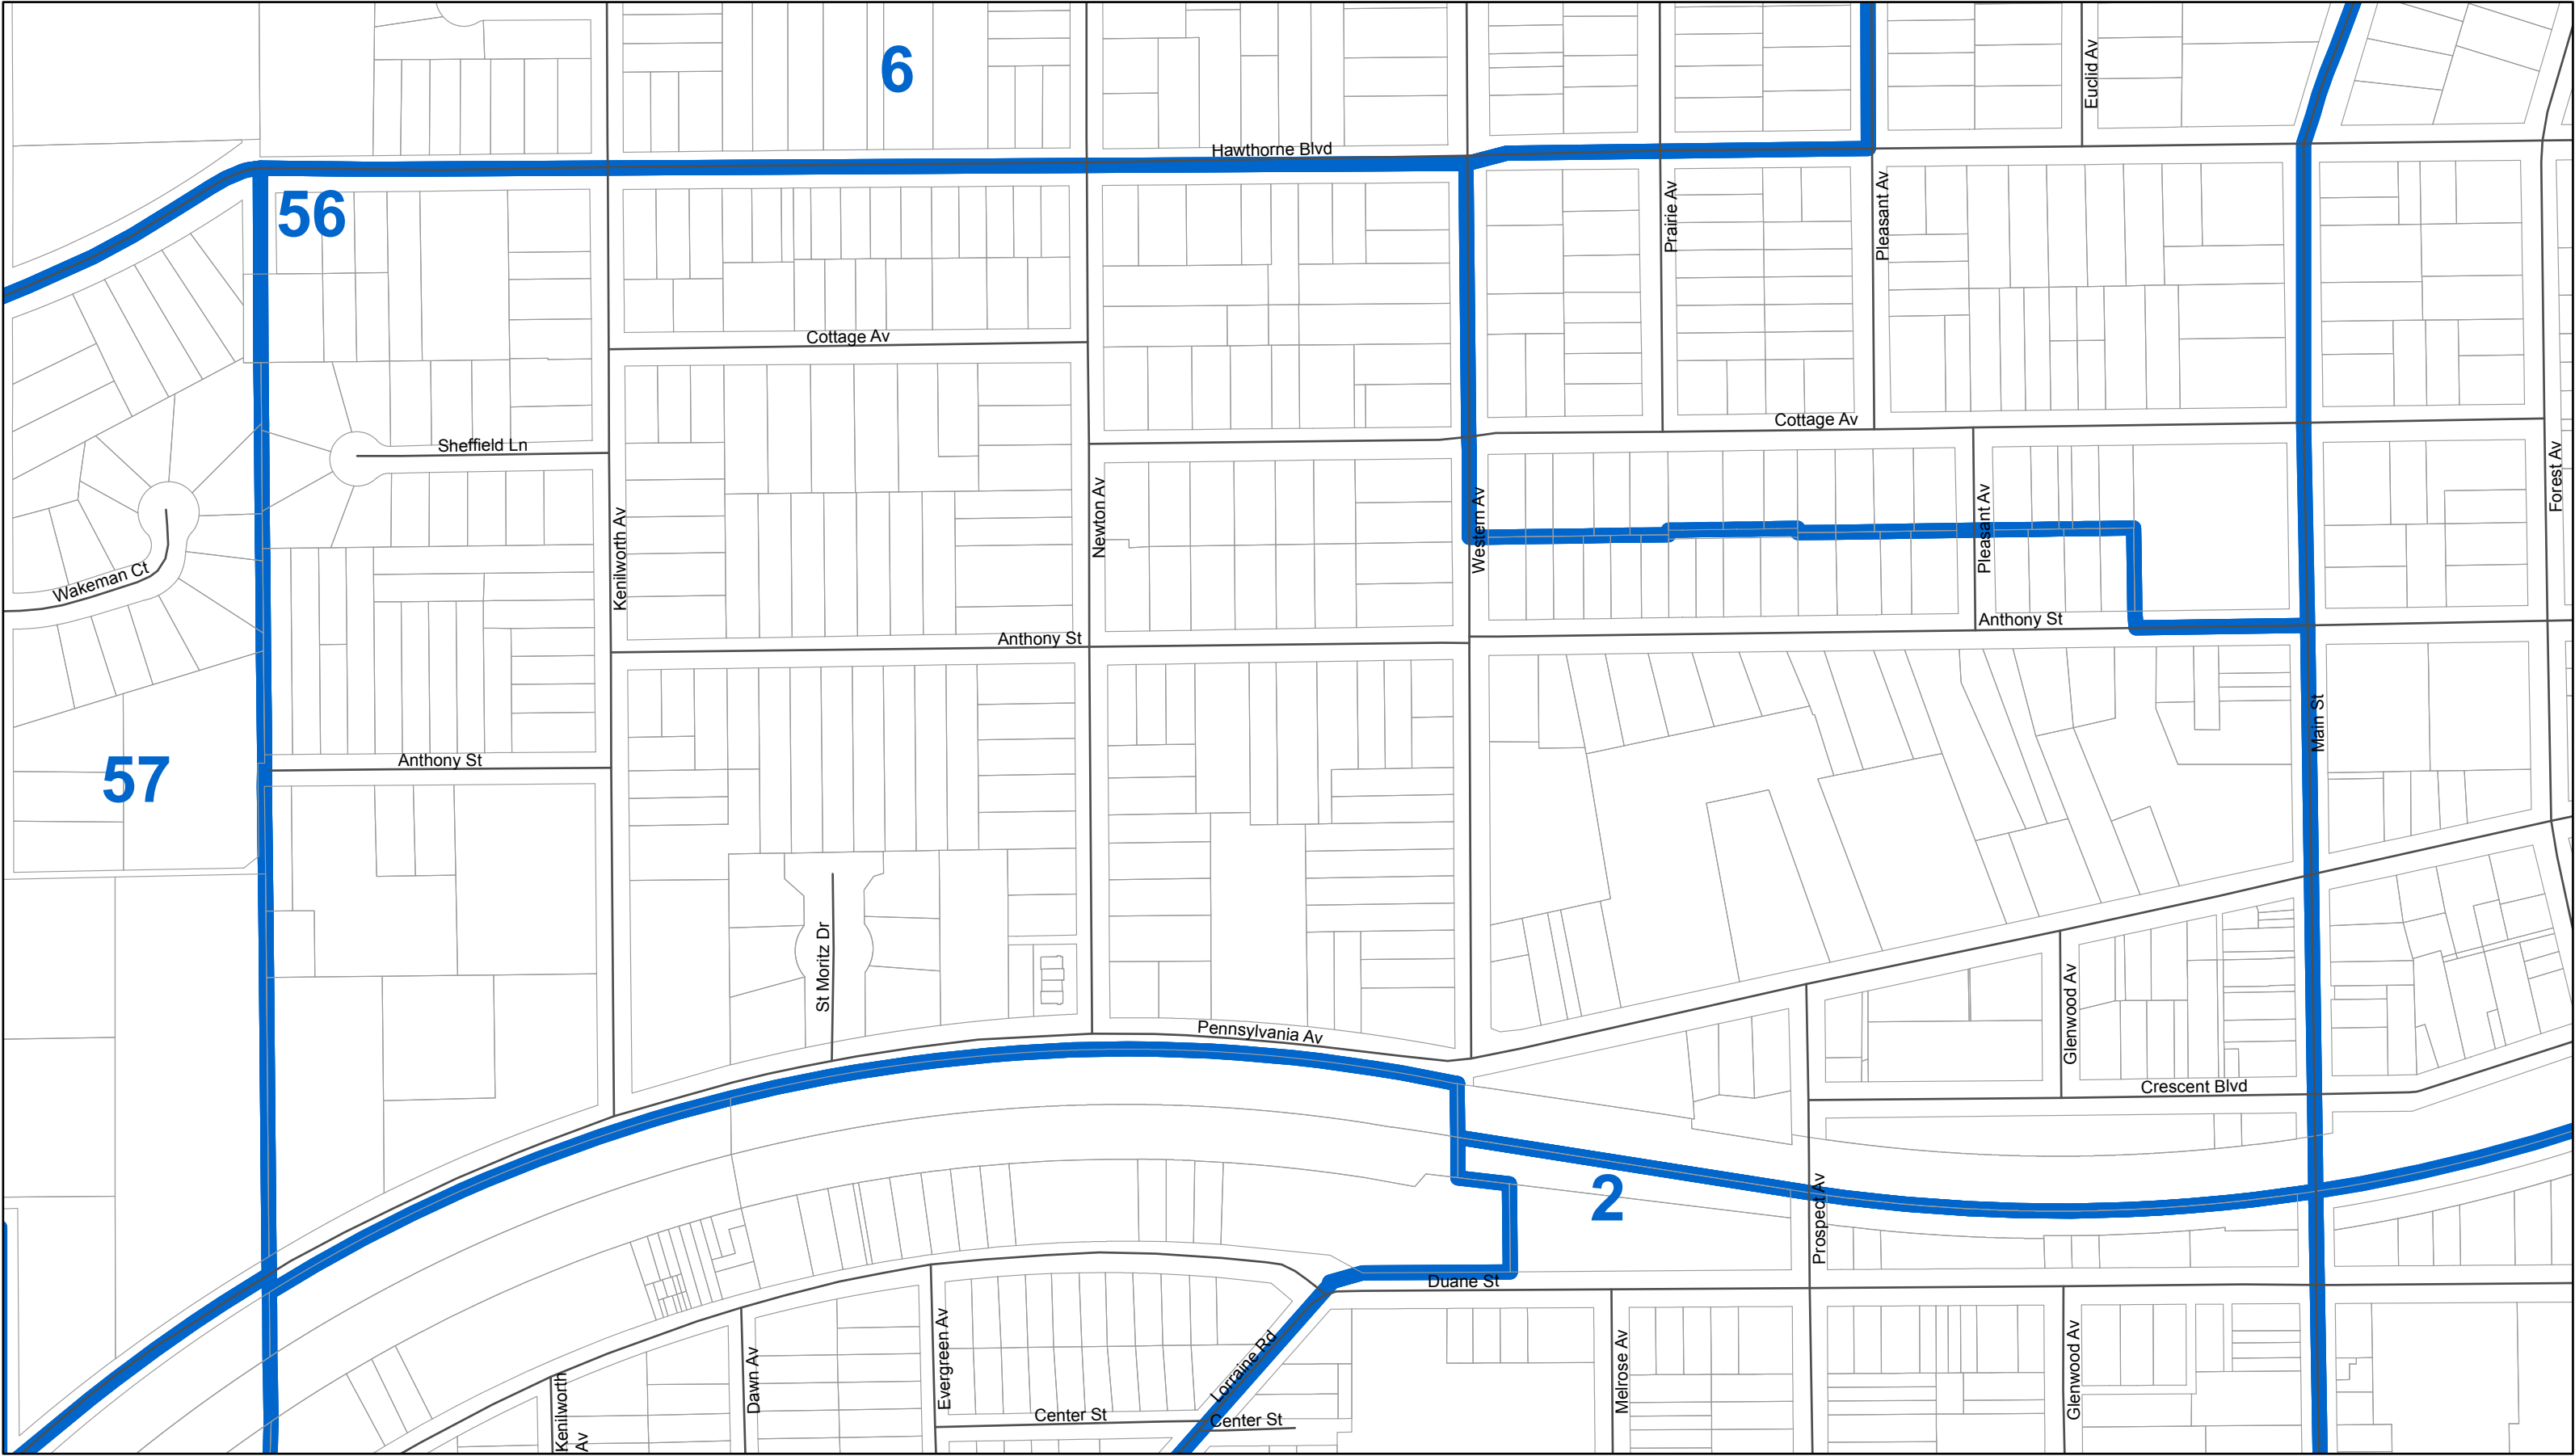 6
Euclid Av
Hawthorne Blvd
56
Prairie Av
Pleasant Av
Cottage Av
Cottage Av
Sheffield Ln
Forest Av
Kenilworth Av
Newton Av
Western Av
Pleasant Av
Wakeman Ct
Anthony St
Anthony St
Main St
57
Anthony St
St Moritz Dr
Pennsylvania Av
Glenwood Av
Crescent Blvd
2
Prospect Av
Duane St
Evergreen Av
Lorraine Rd
Dawn Av
Melrose Av
Glenwood Av
Kenilworth
Av
Center St
Center St